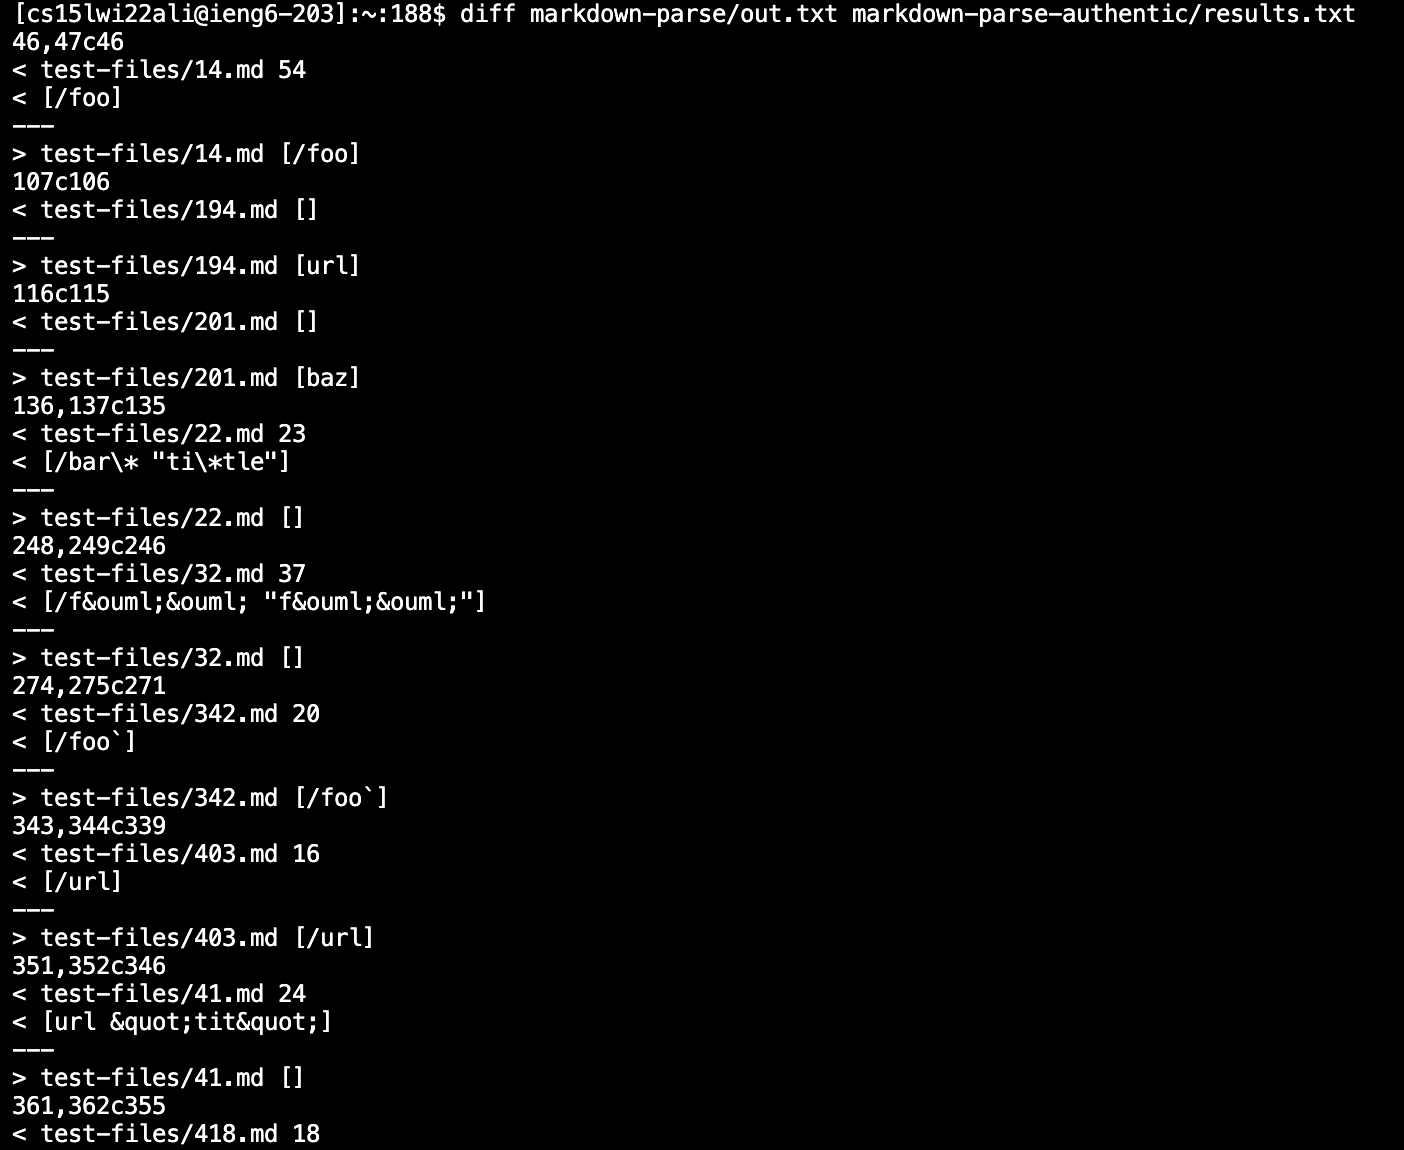 [cs15lwi22ali@ieng6-203]:~:188$ diff markdown-parse/out.txt markdown-parse-authentic/results.txt
46,47c46
< test-files/14.md 54
< [/foo]
---
> test-files/14.md [/foo]
107c106
< test-files/194.md []
---
> test-files/194.md [url]
116c115
< test-files/201.md []
---
> test-files/201.md [baz]
136,137c135
< test-files/22.md 23
< [/bar\* "ti\*tle"]
---
> test-files/22.md []
248,249c246
< test-files/32.md 37
< [/f&ouml;&ouml; "f&ouml;&ouml;"]
---
> test-files/32.md []
274,275c271
< test-files/342.md 20
< [/foo`]
---
> test-files/342.md [/foo`]
343,344c339
< test-files/403.md 16
< [/url]
---
> test-files/403.md [/url]
351,352c346
< test-files/41.md 24
< [url &quot;tit&quot;]
---
> test-files/41.md []
361,362c355
< test-files/418.md 18